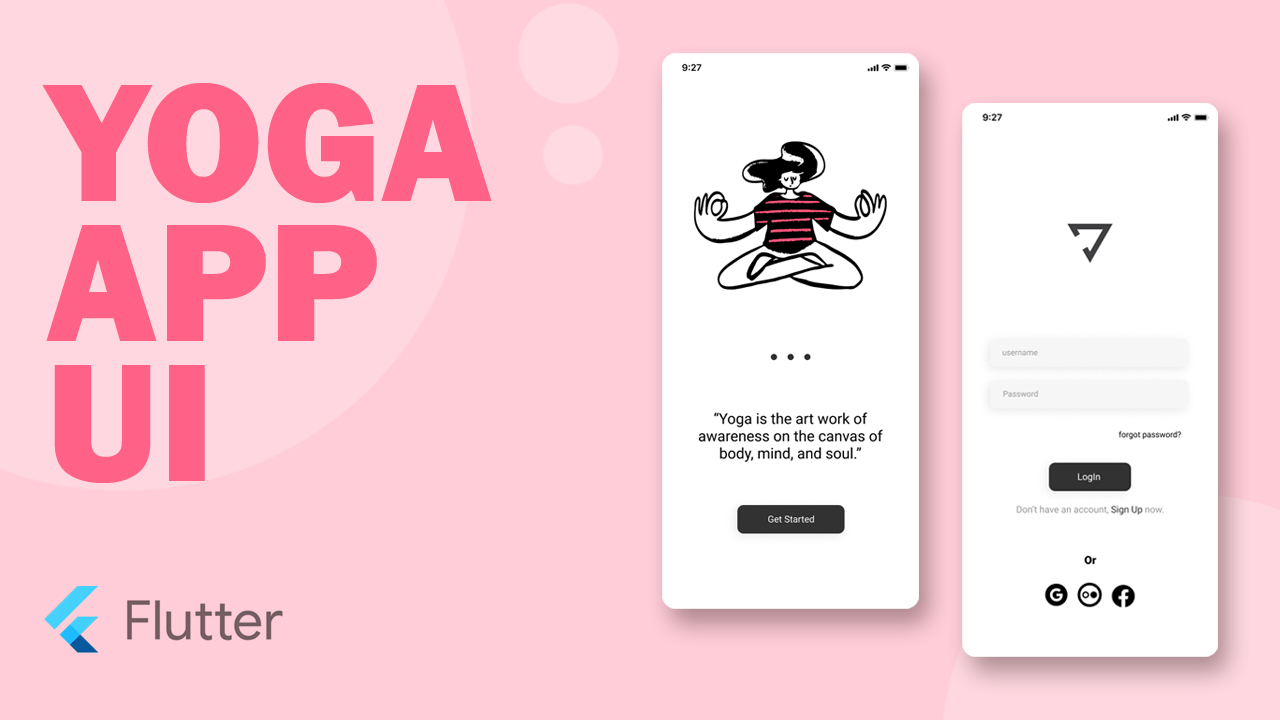 YOGA
APP
UI
Flutter
9:27
“Yoga is the art work of
awareness on the canvas of
body, mind, and soul.”
Get Started
9:27
username
Password
forgot password?
LogIn
Don't have an account, Sign Up now.
Or
G
f